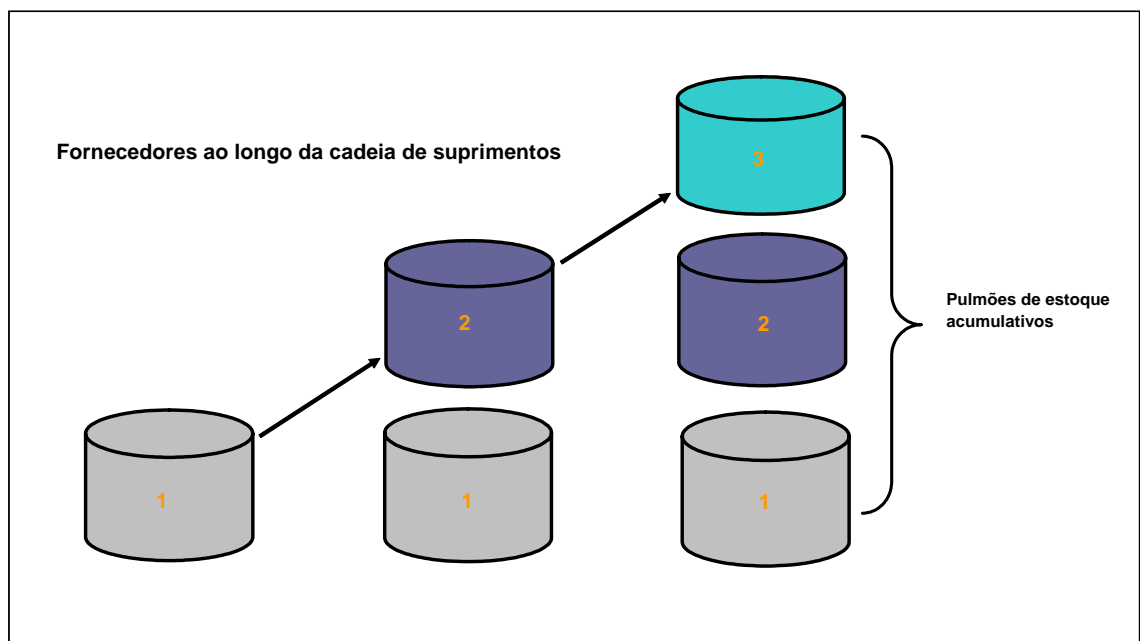 Fornecedores ao longo da cadeia de suprimentos
3
2
2
Pulmões de estoque
acumulativos
1
1
1